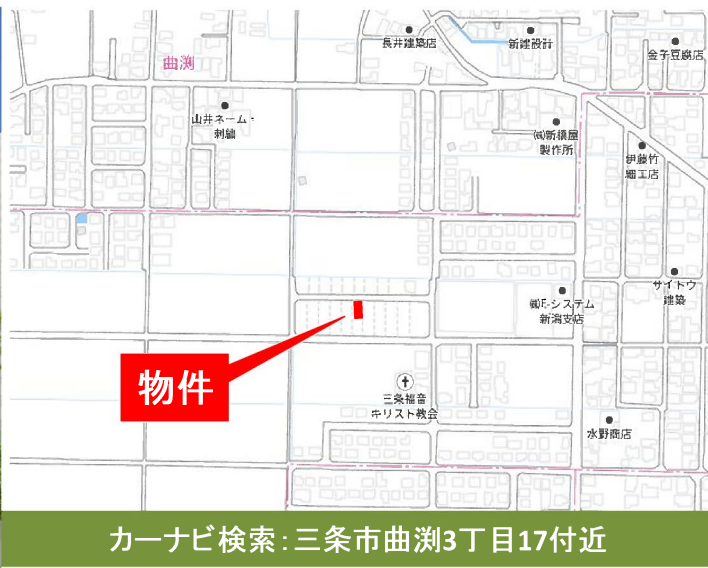 長井建築店
新建設計
金子豆腐店
曲渕
山井ネーム・
刺繍
㈱新橋屋
製作所
伊藤竹
細工店
サイトウ
建築
㈱E-システム
新潟支店
物件
三条福音
キリスト教会
水野商店
カーナビ検索:三条市曲渕3丁目17付近